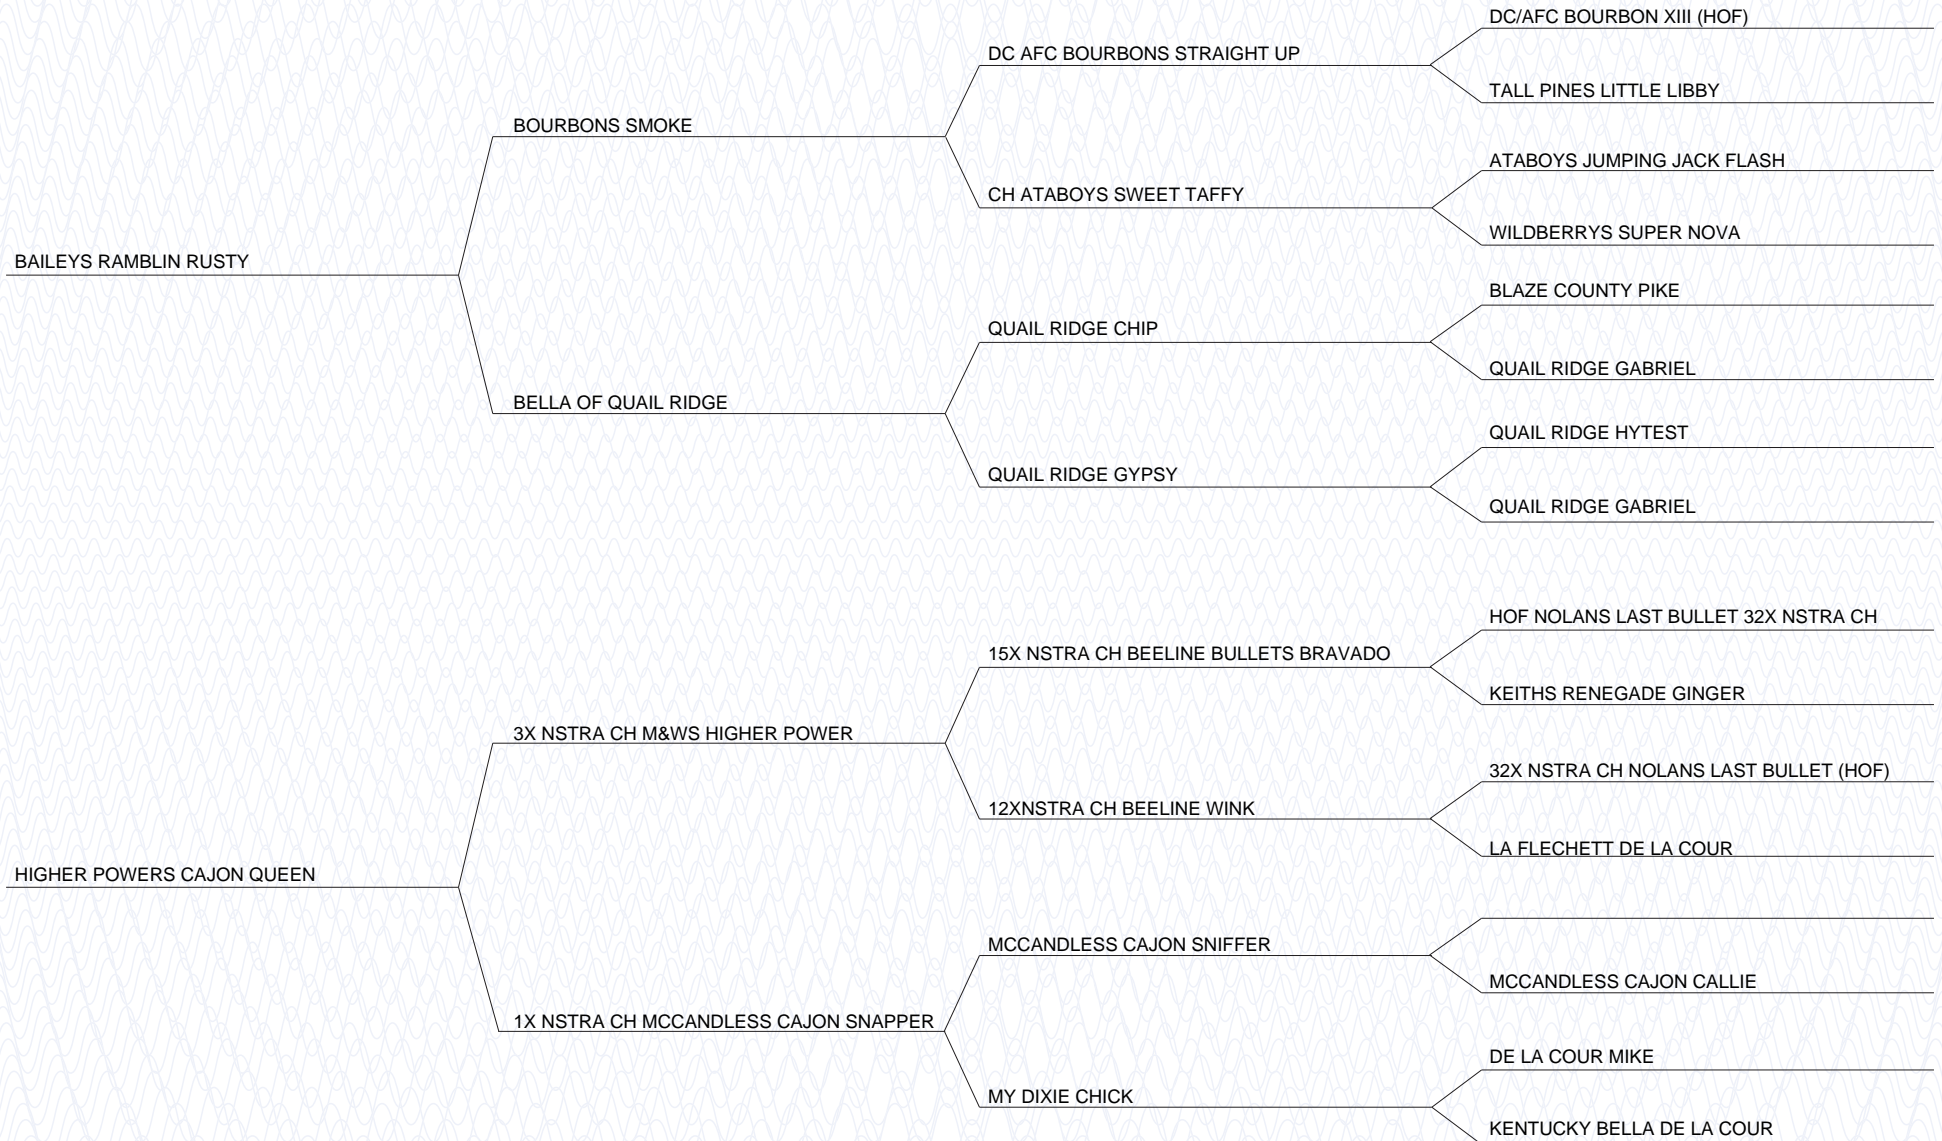 DC/AFC BOURBON XIII (HOF)
DC AFC BOURBONS STRAIGHT UP
TALL PINES LITTLE LIBBY
BOURBONS SMOKE
ATABOYS JUMPING JACK FLASH
CH ATABOYS SWEET TAFFY
WILDBERRYS SUPER NOVA
BAILEYS RAMBLIN RUSTY
BLAZE COUNTY PIKE
QUAIL RIDGE CHIP
QUAIL RIDGE GABRIEL
BELLA OF QUAIL RIDGE
QUAIL RIDGE HYTEST
QUAIL RIDGE GYPSY
QUAIL RIDGE GABRIEL
HOF NOLANS LAST BULLET 32X NSTRA CH
15X NSTRA CH BEELINE BULLETS BRAVADO
KEITHS RENEGADE GINGER
3X NSTRA CH M&WS HIGHER POWER
32X NSTRA CH NOLANS LAST BULLET (HOF)
12XNSTRA CH BEELINE WINK
LA FLECHETT DE LA COUR
HIGHER POWERS CAJON QUEEN
MCCANDLESS CAJON SNIFFER
MCCANDLESS CAJON CALLIE
1X NSTRA CH MCCANDLESS CAJON SNAPPER
DE LA COUR MIKE
MY DIXIE CHICK
KENTUCKY BELLA DE LA COUR